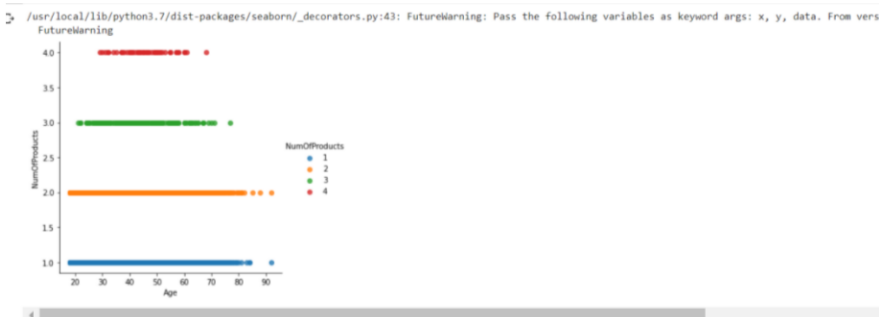 /usr/local/lib/python3.7/dist-packages/seaborn/_decorators.py:43: FutureWarning: Pass the following variables as keyword args: x, y, data. From vers
FutureWarning
4.0
3.5
3.0
2.5
2.0
1.5
1.0
NumOfProducts
20 30 40 50 60 70 80 90
Age
NumOfProducts
1
2
3
4